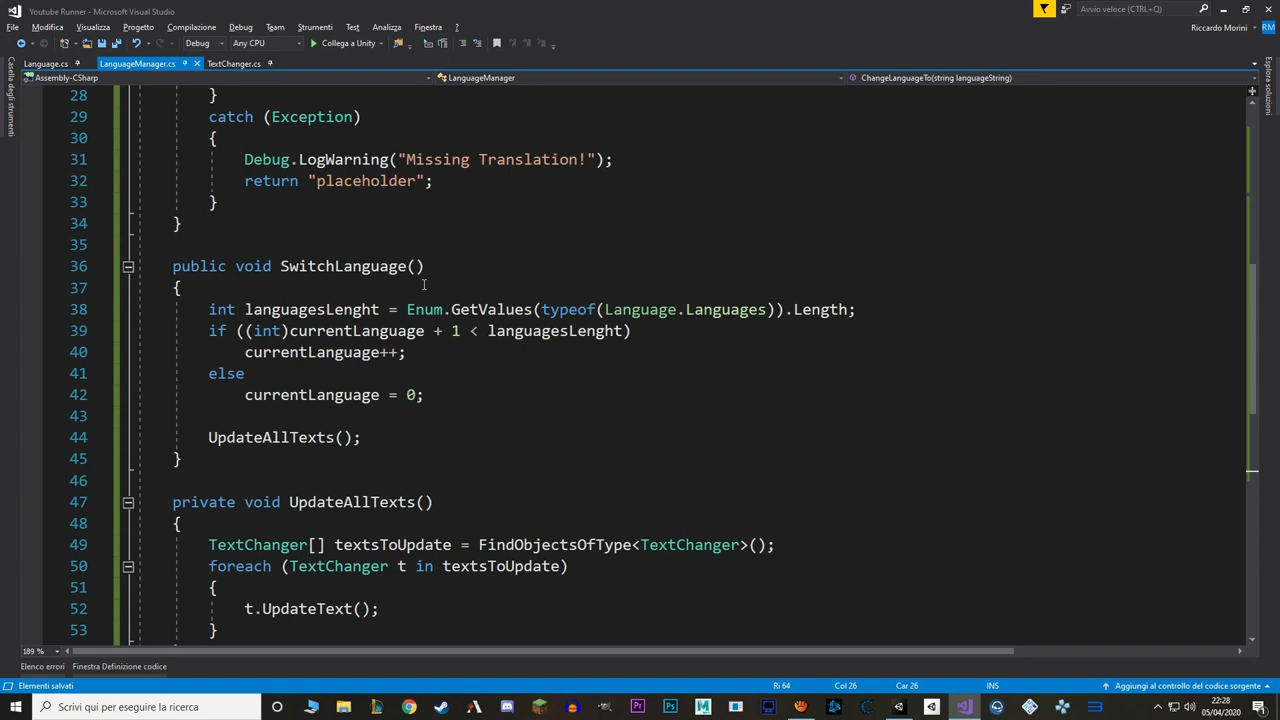 Youtube Runner - Microsoft Visual Studio
Avvio veloce (CTRL+Q)
File Modifica Visualizza Progetto Compilazione Debug Team Strumenti Test Analizza Finestra ?
Riccardo Morini RM
Debug Any CPU Collega a Unity
Language.cs LanguageManager.cs TextChanger.cs
Assembly-CSharp LanguageManager ChangeLanguageTo(string languageString)
Casella degli strumenti
Esplora soluzioni
28 }
29 catch (Exception)
30 {
31 Debug.LogWarning("Missing Translation!");
32 return "placeholder";
33 }
34 }
35
36 public void SwitchLanguage()
37 {
38 int languagesLenght = Enum.GetValues(typeof(Language.Languages)).Length;
39 if ((int)currentLanguage + 1 < languagesLenght)
40 currentLanguage++;
41 else
42 currentLanguage = 0;
43
44 UpdateAllTexts();
45 }
46
47 private void UpdateAllTexts()
48 {
49 TextChanger[] textsToUpdate = FindObjectsOfType<TextChanger>();
50 foreach (TextChanger t in textsToUpdate)
51 {
52 t.UpdateText();
53 }
189 %
Elenco errori Finestra Definizione codice
Elementi salvati Ri 64 Col 26 Car 26 INS Aggiungi al controllo del codice sorgente
Scrivi qui per eseguire la ricerca
22:28
05/04/2020